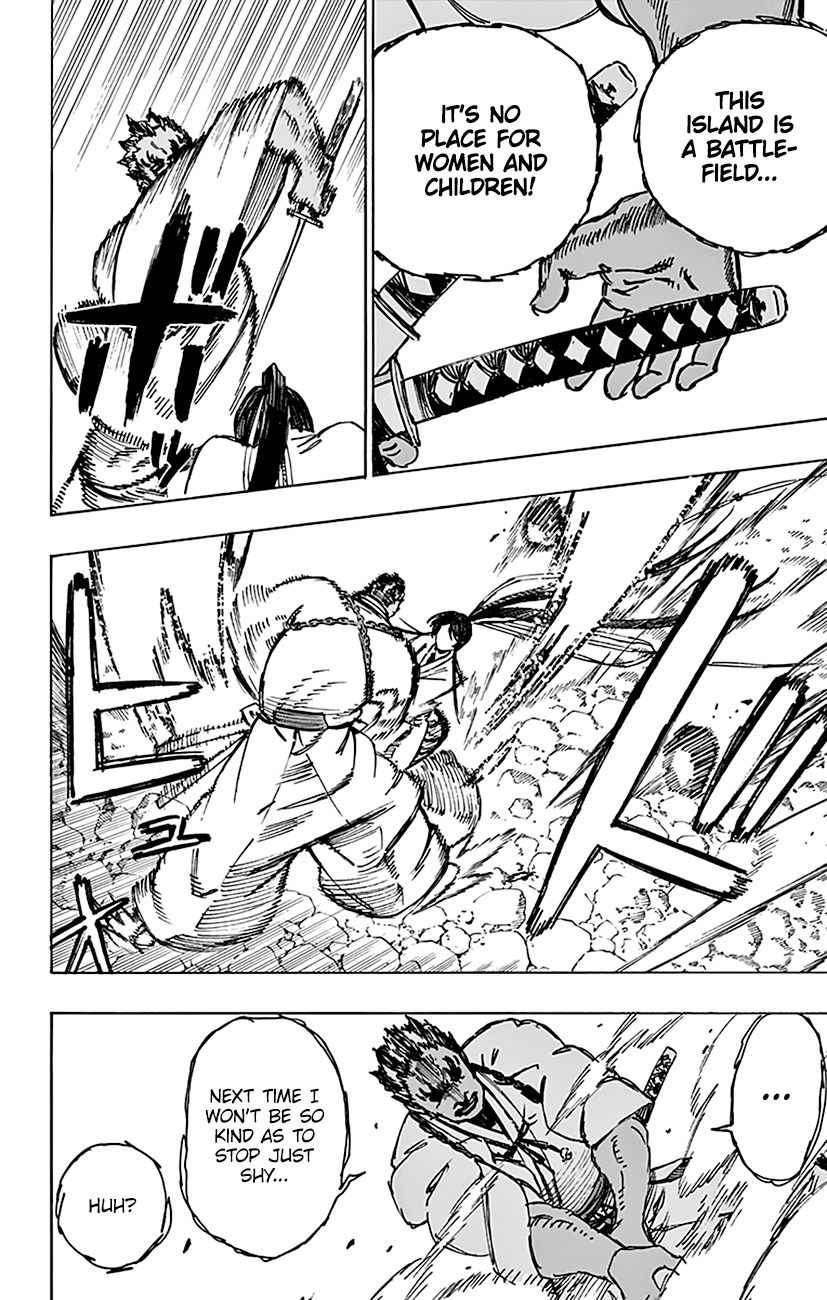 THIS
ISLAND IS
A BATTLE-
FIELD...
IT'S NO
PLACE FOR
WOMEN AND
CHILDREN!
...
NEXT TIME I
WON'T BE SO
KIND AS TO
STOP JUST
SHY...
HUH?